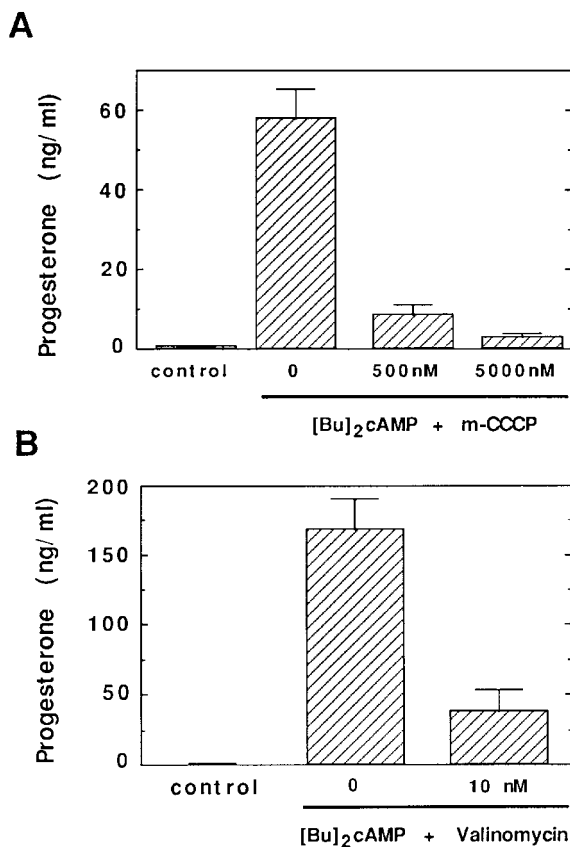 A
Progesterone (ng/ml)
60
40
20
0
control 0 500nM 5000nM
[Bu]₂cAMP + m-CCCP
B
Progesterone (ng/ml)
200
150
100
50
0
control 0 10 nM
[Bu]₂cAMP + Valinomycin